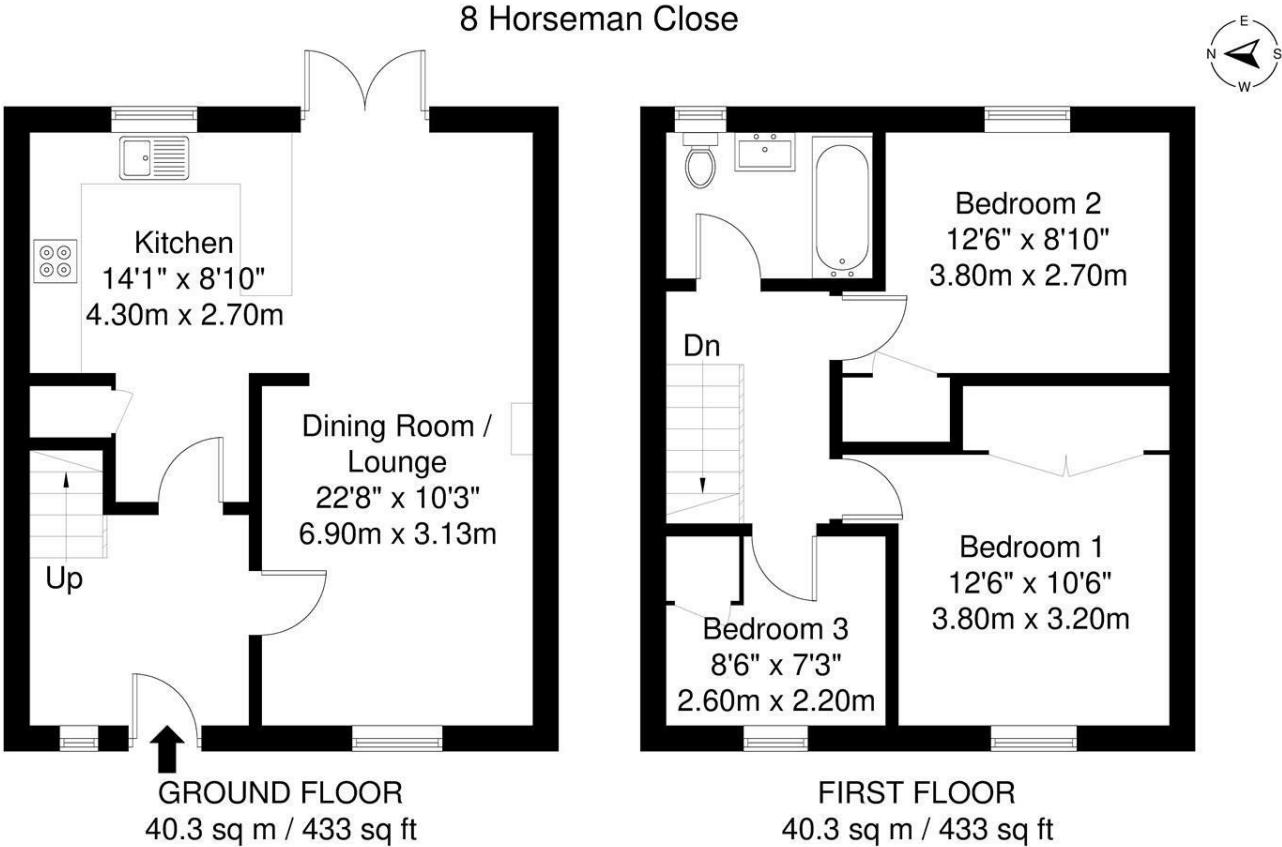 8 Horseman Close
E
N S
W
Kitchen
14'1" x 8'10"
4.30m x 2.70m
Dining Room /
Lounge
22'8" x 10'3"
6.90m x 3.13m
Up
GROUND FLOOR
40.3 sq m / 433 sq ft
Bedroom 2
12'6" x 8'10"
3.80m x 2.70m
Dn
Bedroom 1
12'6" x 10'6"
3.80m x 3.20m
Bedroom 3
8'6" x 7'3"
2.60m x 2.20m
FIRST FLOOR
40.3 sq m / 433 sq ft